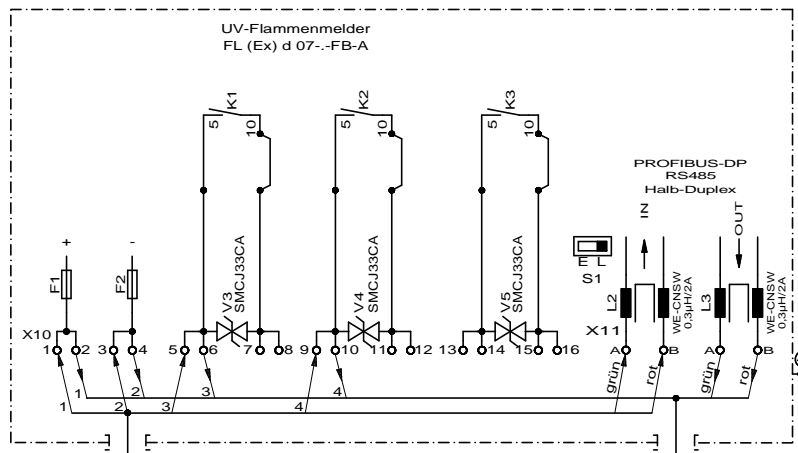 UV-Flammenmelder
FL (Ex) d 07-.-FB-A
K1
K2
K3
5
10
5
10
5
10
PROFIBUS-DP
RS485
Halb-Duplex
IN
OUT
+
-
F1
F2
V3
SMCJ33CA
V4
SMCJ33CA
V5
SMCJ33CA
E L
S1
L2
WE-CNSW
0,3µH/2A
L3
WE-CNSW
0,3µH/2A
X10
X11
1 2 3 4 5 6 7 8 9 10 11 12 13 14 15 16 A B A B
grün
rot
grün
rot
1 2 3 4
1 2 3 4